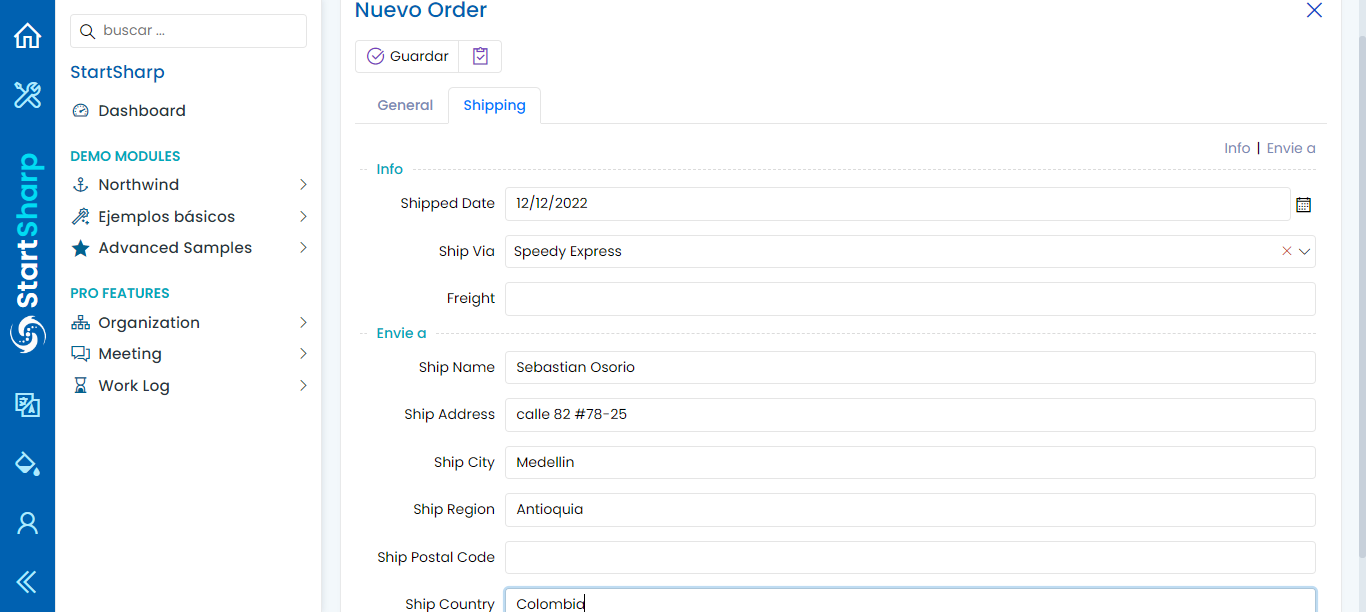 Nuevo Order
buscar ...
StartSharp
Guardar
Dashboard
General
Shipping
DEMO MODULES
Northwind
Ejemplos básicos
Advanced Samples
PRO FEATURES
Organization
Meeting
Work Log
StartSharp
Info | Envie a
Info
Shipped Date 12/12/2022
Ship Via Speedy Express
Freight
Envie a
Ship Name Sebastian Osorio
Ship Address calle 82 #78-25
Ship City Medellin
Ship Region Antioquia
Ship Postal Code
Ship Country Colombia